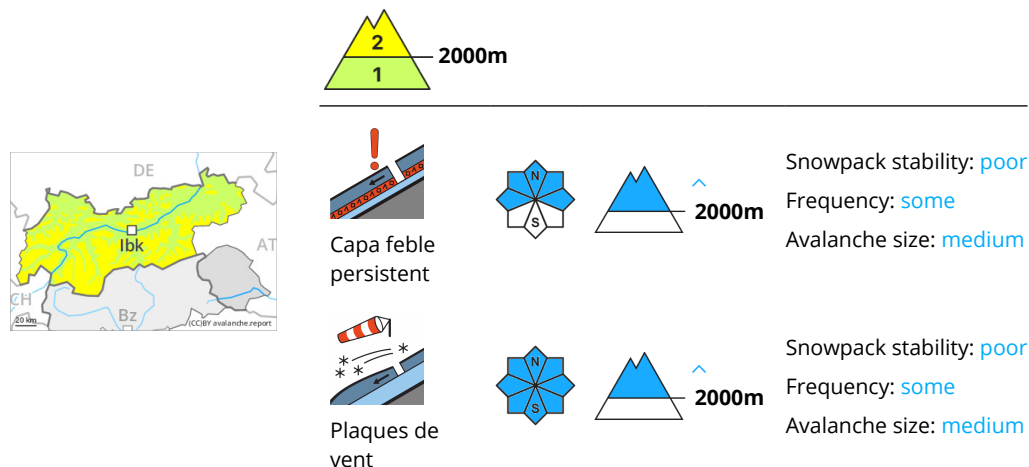 2
2000m
1
DE
Ibk
AT
CH
Bz
20 km
(CC)BY avalanche.report
N
S
2000m
Snowpack stability: poor
Frequency: some
Avalanche size: medium
Capa feble
persistent
N
S
2000m
Snowpack stability: poor
Frequency: some
Avalanche size: medium
Plaques de
vent